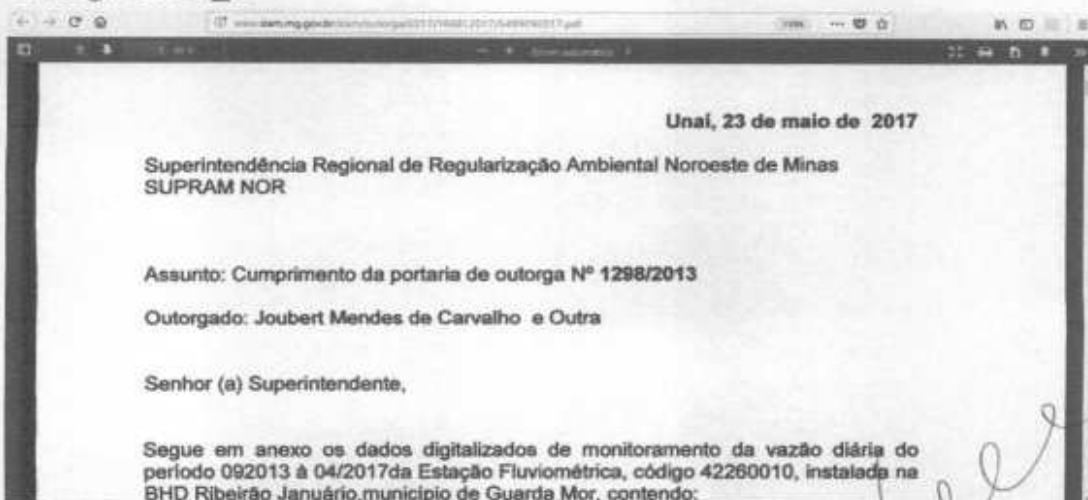 Unaí, 23 de maio de 2017
Superintendência Regional de Regularização Ambiental Noroeste de Minas
SUPRAM NOR
Assunto: Cumprimento da portaria de outorga Nº 1298/2013
Outorgado: Joubert Mendes de Carvalho e Outra
Senhor (a) Superintendente,
Segue em anexo os dados digitalizados de monitoramento da vazão diária do
período 092013 à 04/2017da Estação Fluviométrica, código 42260010, instalada na
BHD Ribeirão Januário,município de Guarda Mor, contendo: